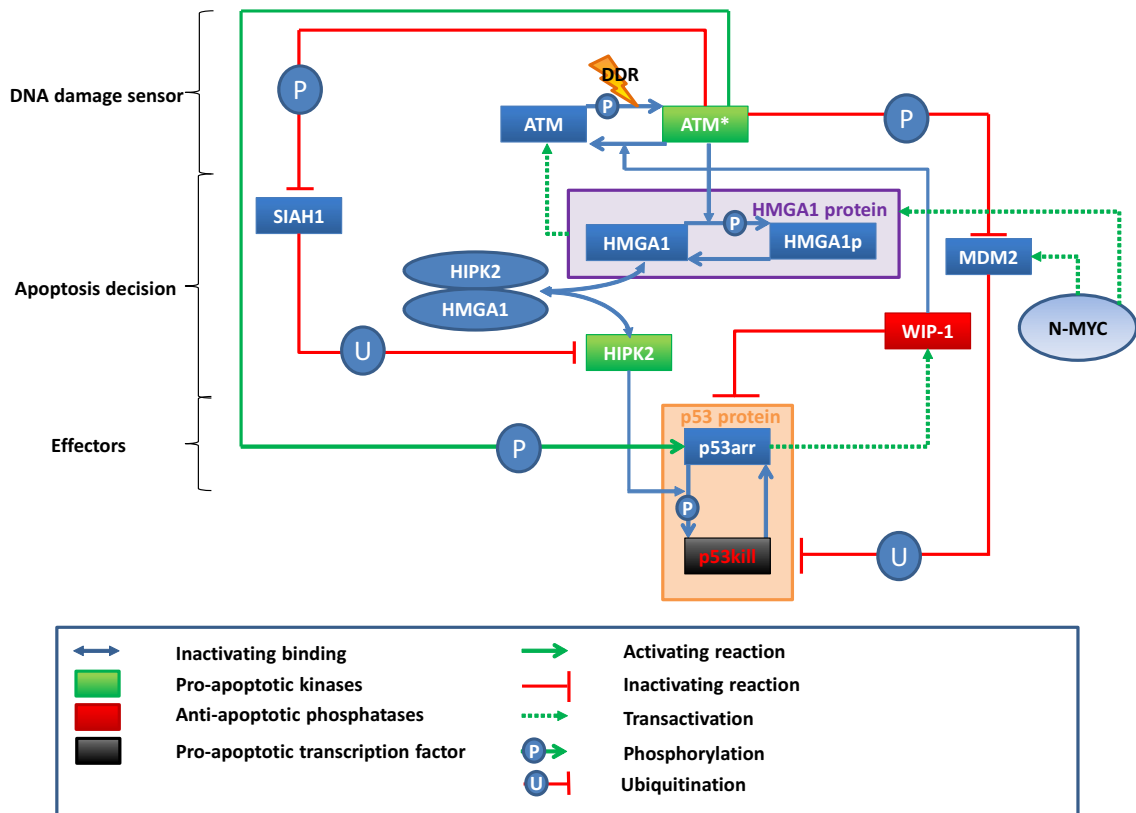 DNA damage sensor
Apoptosis decision
Effectors
P
DDR
P
ATM
ATM*
P
SIAH1
HMGA1 protein
P
HMGA1
HMGA1p
MDM2
HIPK2
HMGA1
N-MYC
WIP-1
U
HIPK2
p53 protein
p53arr
P
P
p53kill
U
Inactivating binding
Pro-apoptotic kinases
Anti-apoptotic phosphatases
Pro-apoptotic transcription factor
Activating reaction
Inactivating reaction
Transactivation
P Phosphorylation
U Ubiquitination